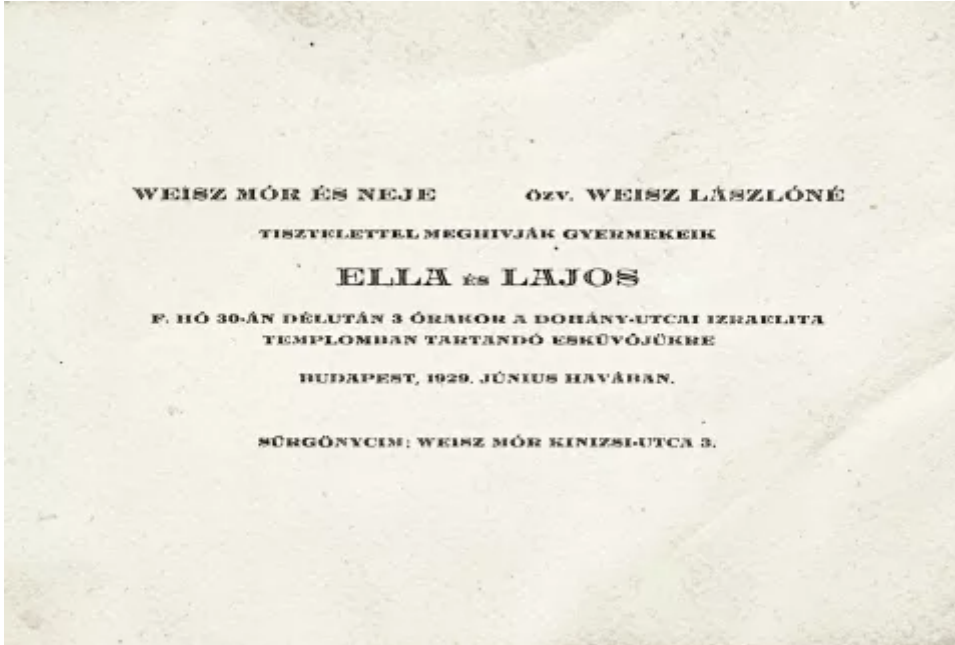 WEISZ MÓR ÉS NEJE özv. WEISZ LÁSZLÓNÉ
TISZTELETTEL MEGHIVJÁK GYERMEKEIK
ELLA és LAJOS
F. HÓ 30-ÁN DÉLUTÁN 3 ÓRAKOR A DOHÁNY-UTCAI IZRAELITA
TEMPLOMBAN TARTANDÓ ESKÜVŐJÜKRE
BUDAPEST, 1929. JÚNIUS HAVÁBAN.
SÜRGÖNYCIM: WEISZ MÓR KINIZSI-UTCA 3.